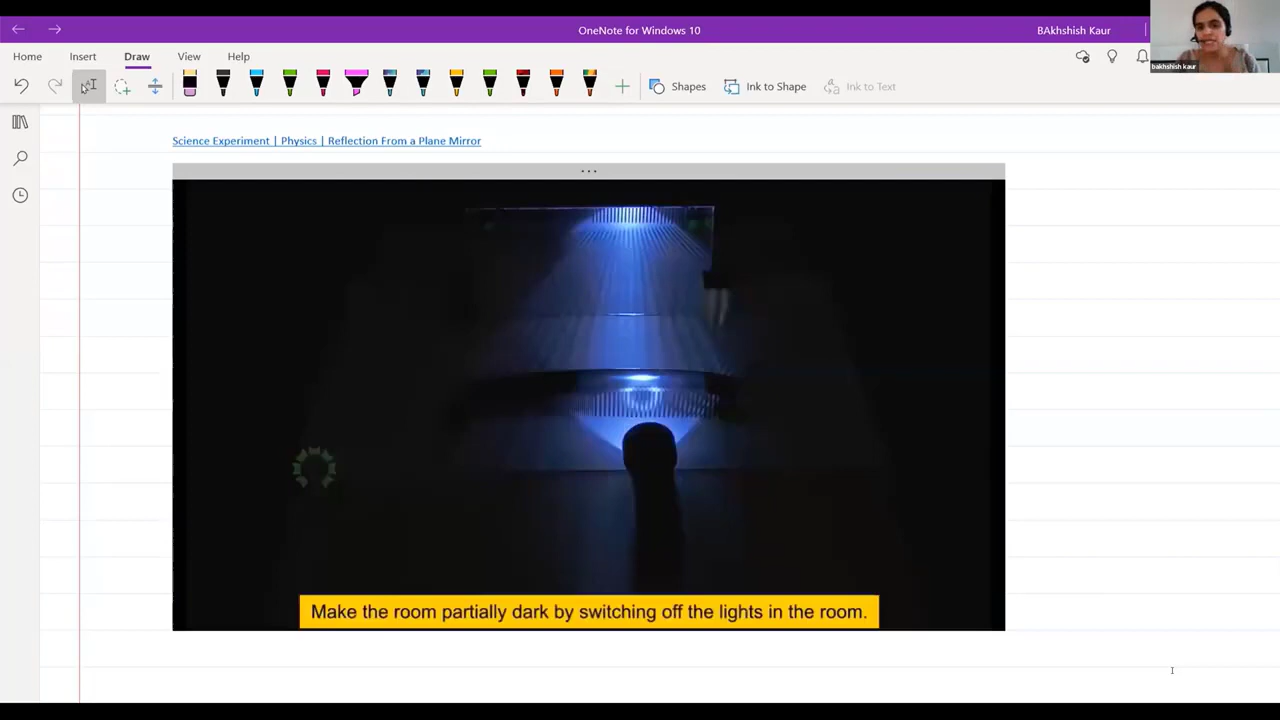 OneNote for Windows 10
BAkhshish Kaur
bakhshish kaur
Home Insert Draw View Help
Shapes Ink to Shape Ink to Text
Science Experiment | Physics | Reflection From a Plane Mirror
Make the room partially dark by switching off the lights in the room.